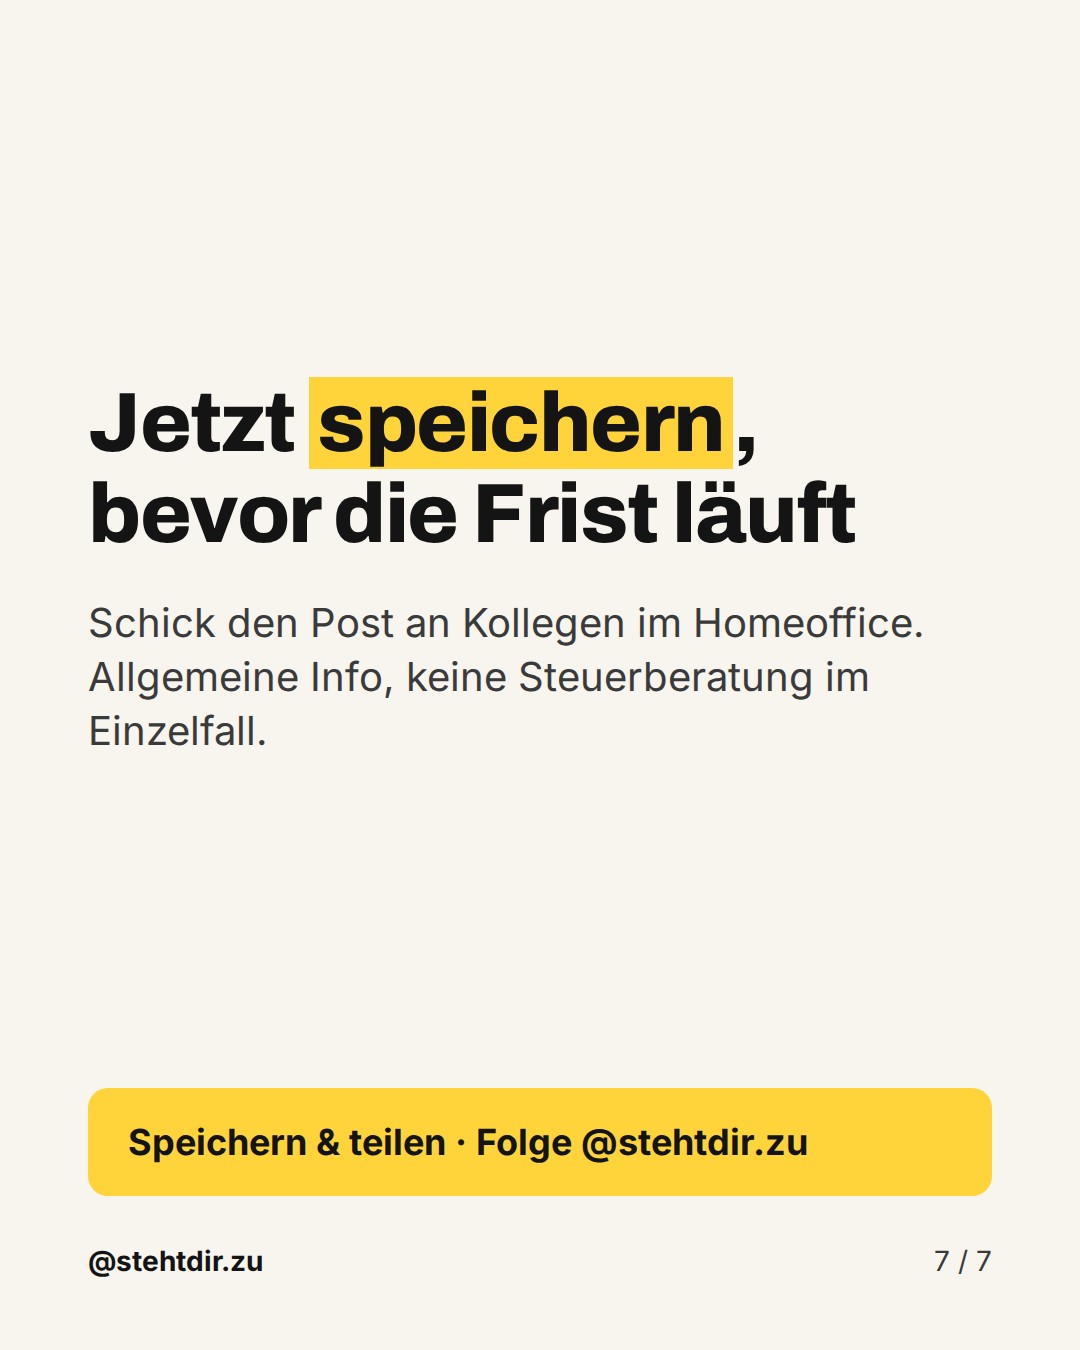 Jetzt speichern,
bevor die Frist läuft
Schick den Post an Kollegen im Homeoffice.
Allgemeine Info, keine Steuerberatung im
Einzelfall.
Speichern & teilen · Folge @stehtdir.zu
@stehtdir.zu
7 / 7